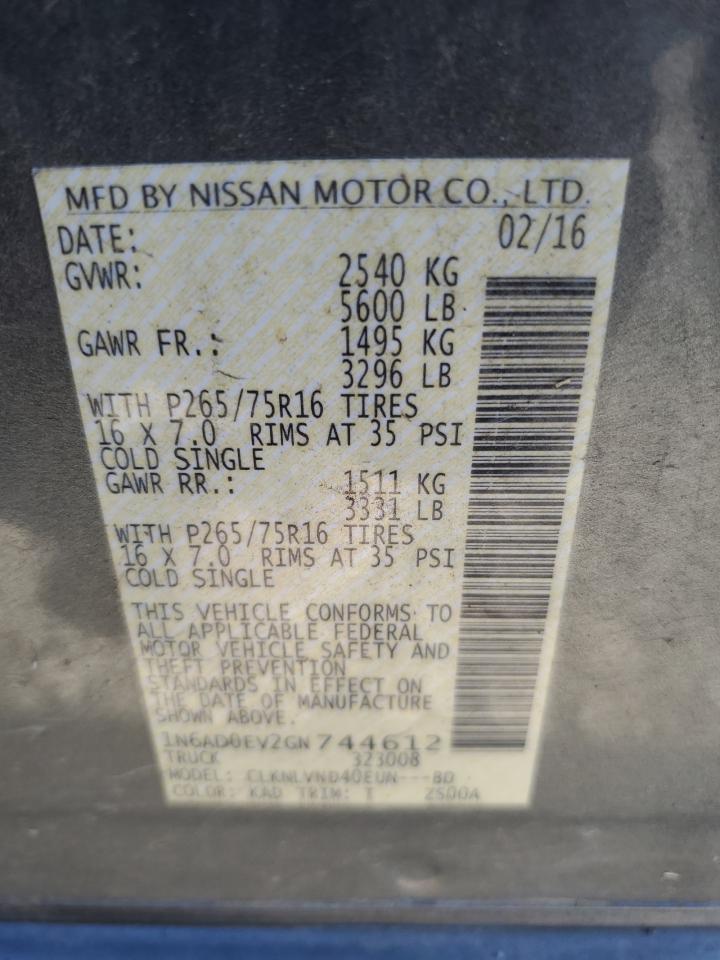 MFD BY NISSAN MOTOR CO., LTD.
DATE: 02/16
GVWR: 2540 KG
5600 LB
GAWR FR.: 1495 KG
3296 LB
WITH P265/75R16 TIRES
16 X 7.0 RIMS AT 35 PSI
COLD SINGLE
GAWR RR.: 1511 KG
3331 LB
WITH P265/75R16 TIRES
16 X 7.0 RIMS AT 35 PSI
COLD SINGLE
THIS VEHICLE CONFORMS TO
ALL APPLICABLE FEDERAL
MOTOR VEHICLE SAFETY AND
THEFT PREVENTION
STANDARDS IN EFFECT ON
THE DATE OF MANUFACTURE
SHOWN ABOVE.
1N6AD0EV2GN744612
TRUCK 323008
MODEL: CLKNLVND40EUN---BD
COLOR: KAD TRIM: T 2S00A